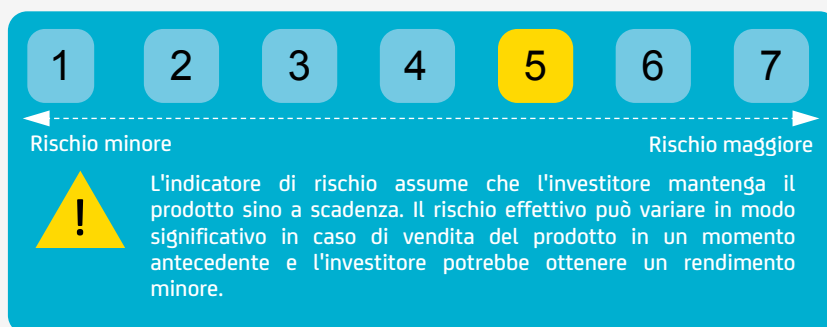 1 2 3 4 5 6 7
Rischio minore Rischio maggiore
!
L'indicatore di rischio assume che l'investitore mantenga il
prodotto sino a scadenza. Il rischio effettivo può variare in modo
significativo in caso di vendita del prodotto in un momento
antecedente e l'investitore potrebbe ottenere un rendimento
minore.